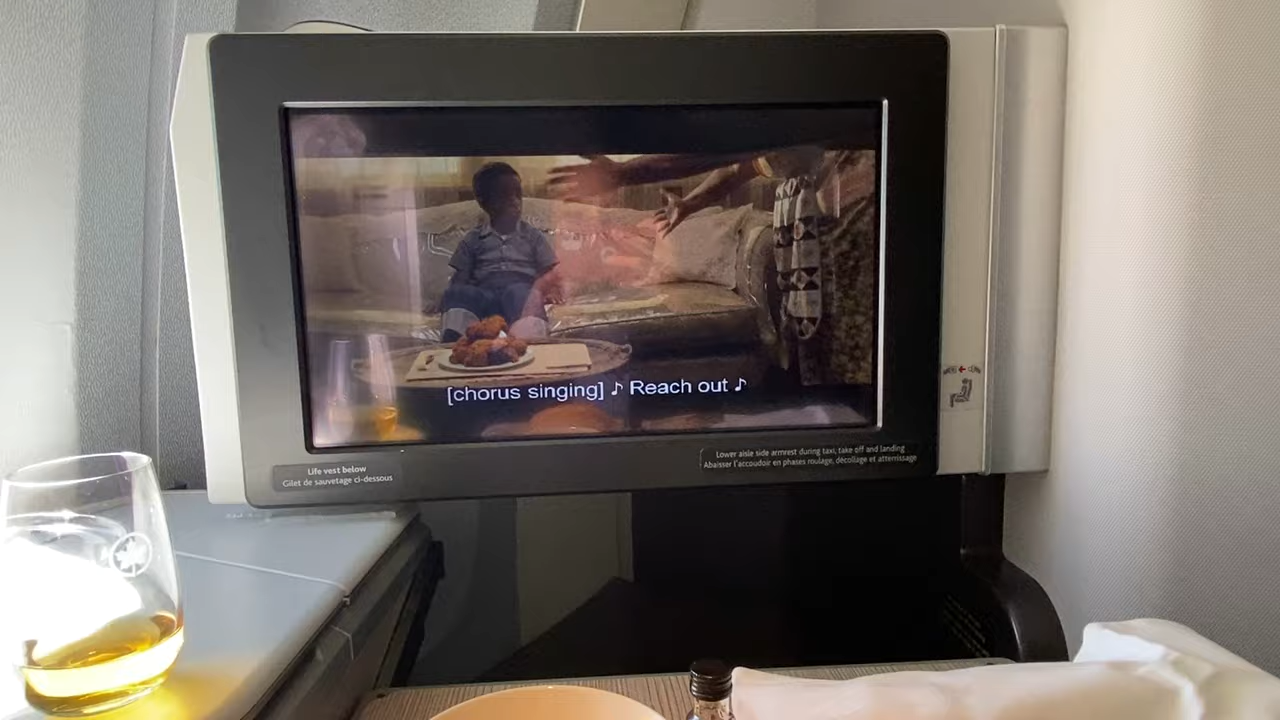 [chorus singing] ♪ Reach out ♪
Life vest below
Gilet de sauvetage ci-dessous
Lower aisle side armrest during taxi, take off and landing
Abaisser l'accoudoir en phases roulage, décollage et atterrissage